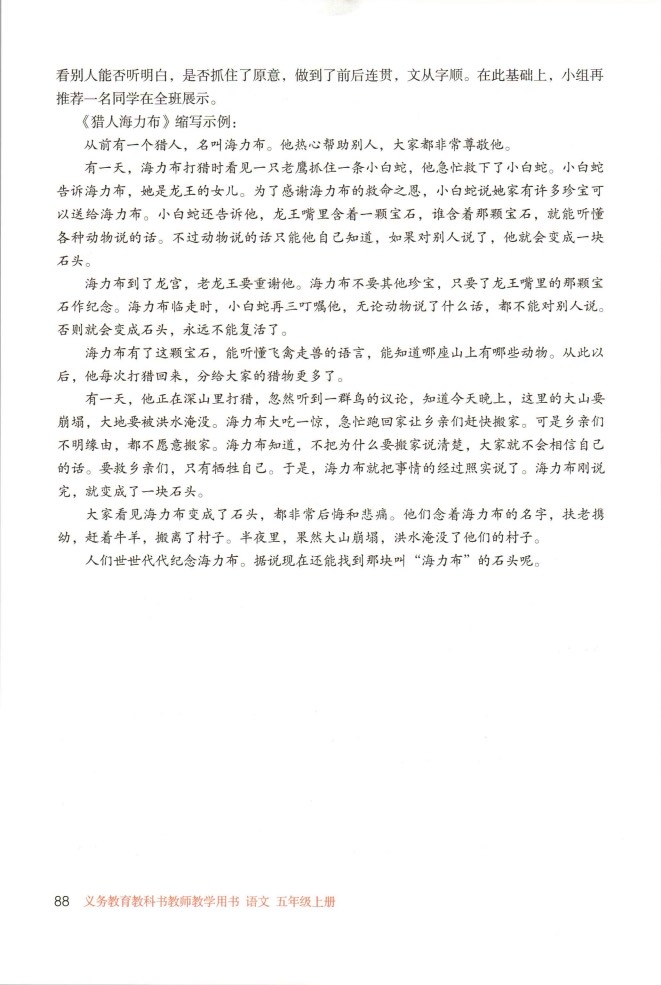 看别人能否听明白，是否抓住了原意，做到了前后连贯，文从字顺。在此基础上，小组再
推荐一名同学在全班展示。
《猎人海力布》缩写示例：
从前有一个猎人，名叫海力布。他热心帮助别人，大家都非常尊敬他。
有一天，海力布打猎时看见一只老鹰抓住一条小白蛇，他急忙救下了小白蛇。小白蛇
告诉海力布，她是龙王的女儿。为了感谢海力布的救命之恩，小白蛇说她家有许多珍宝可
以送给海力布。小白蛇还告诉他，龙王嘴里含着一颗宝石，谁含着那颗宝石，就能听懂
各种动物说的话。不过动物说的话只能他自己知道，如果对别人说了，他就会变成一块
石头。
海力布到了龙宫，老龙王要重谢他。海力布不要其他珍宝，只要了龙王嘴里的那颗宝
石作纪念。海力布临走时，小白蛇再三叮嘱他，无论动物说了什么话，都不能对别人说。
否则就会变成石头，永远不能复活了。
海力布有了这颗宝石，能听懂飞禽走兽的语言，能知道哪座山上有哪些动物。从此以
后，他每次打猎回来，分给大家的猎物更多了。
有一天，他正在深山里打猎，忽然听到一群鸟的议论，知道今天晚上，这里的大山要
崩塌，大地要被洪水淹没。海力布大吃一惊，急忙跑回家让乡亲们赶快搬家。可是乡亲们
不明缘由，都不愿意搬家。海力布知道，不把为什么要搬家说清楚，大家就不会相信自己
的话。要救乡亲们，只有牺牲自己。于是，海力布就把事情的经过照实说了。海力布刚说
完，就变成了一块石头。
大家看见海力布变成了石头，都非常后悔和悲痛。他们念着海力布的名字，扶老携
幼，赶着牛羊，搬离了村子。半夜里，果然大山崩塌，洪水淹没了他们的村子。
人们世世代代纪念海力布。据说现在还能找到那块叫“海力布”的石头呢。
88 义务教育教科书教师教学用书 语文 五年级上册